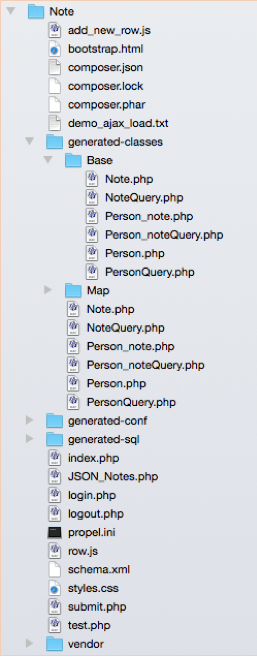 Note
add_new_row.js
bootstrap.html
composer.json
composer.lock
composer.phar
demo_ajax_load.txt
generated-classes
Base
Note.php
NoteQuery.php
Person_note.php
Person_noteQuery.php
Person.php
PersonQuery.php
Map
Note.php
NoteQuery.php
Person_note.php
Person_noteQuery.php
Person.php
PersonQuery.php
generated-conf
generated-sql
index.php
JSON_Notes.php
login.php
logout.php
propel.ini
row.js
schema.xml
styles.css
submit.php
test.php
vendor